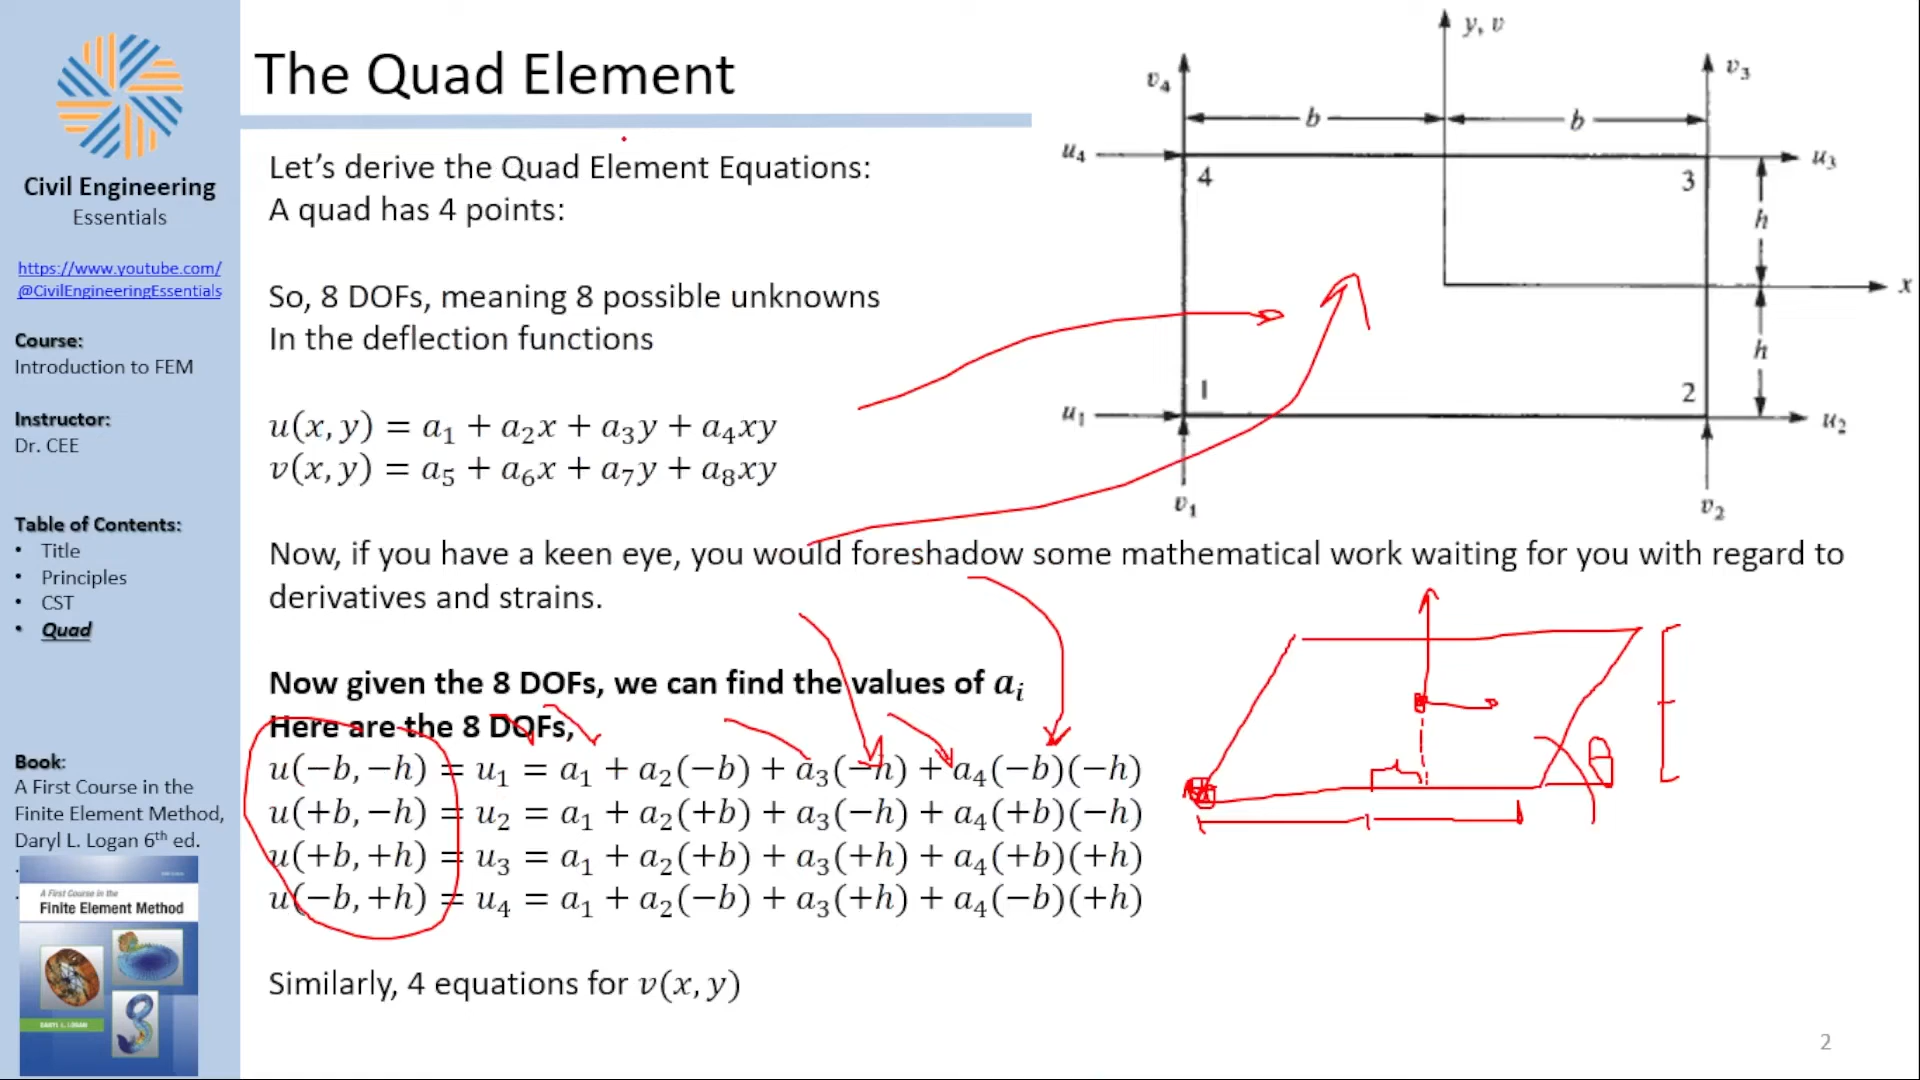 Civil Engineering
Essentials
https://www.youtube.com/
@CivilEngineeringEssentials
Course:
Introduction to FEM
Instructor:
Dr. CEE
Table of Contents:
• Title
• Principles
• CST
• Quad
Book:
A First Course in the
Finite Element Method,
Daryl L. Logan 6th ed.
A First Course in the
Finite Element Method
DARYL L. LOGAN
The Quad Element
Let’s derive the Quad Element Equations:
A quad has 4 points:
So, 8 DOFs, meaning 8 possible unknowns
In the deflection functions
u(x, y) = a₁ + a₂x + a₃y + a₄xy
v(x, y) = a₅ + a₆x + a₇y + a₈xy
Now, if you have a keen eye, you would foreshadow some mathematical work waiting for you with regard to
derivatives and strains.
Now given the 8 DOFs, we can find the values of aᵢ
Here are the 8 DOFs,
u(−b, −h) = u₁ = a₁ + a₂(−b) + a₃(−h) + a₄(−b)(−h)
u(+b, −h) = u₂ = a₁ + a₂(+b) + a₃(−h) + a₄(+b)(−h)
u(+b, +h) = u₃ = a₁ + a₂(+b) + a₃(+h) + a₄(+b)(+h)
u(−b, +h) = u₄ = a₁ + a₂(−b) + a₃(+h) + a₄(−b)(+h)
Similarly, 4 equations for v(x, y)
y, v
v₄
v₃
b
b
u₄
u₃
4
3
h
x
h
1
2
u₁
u₂
v₁
v₂
θ
2